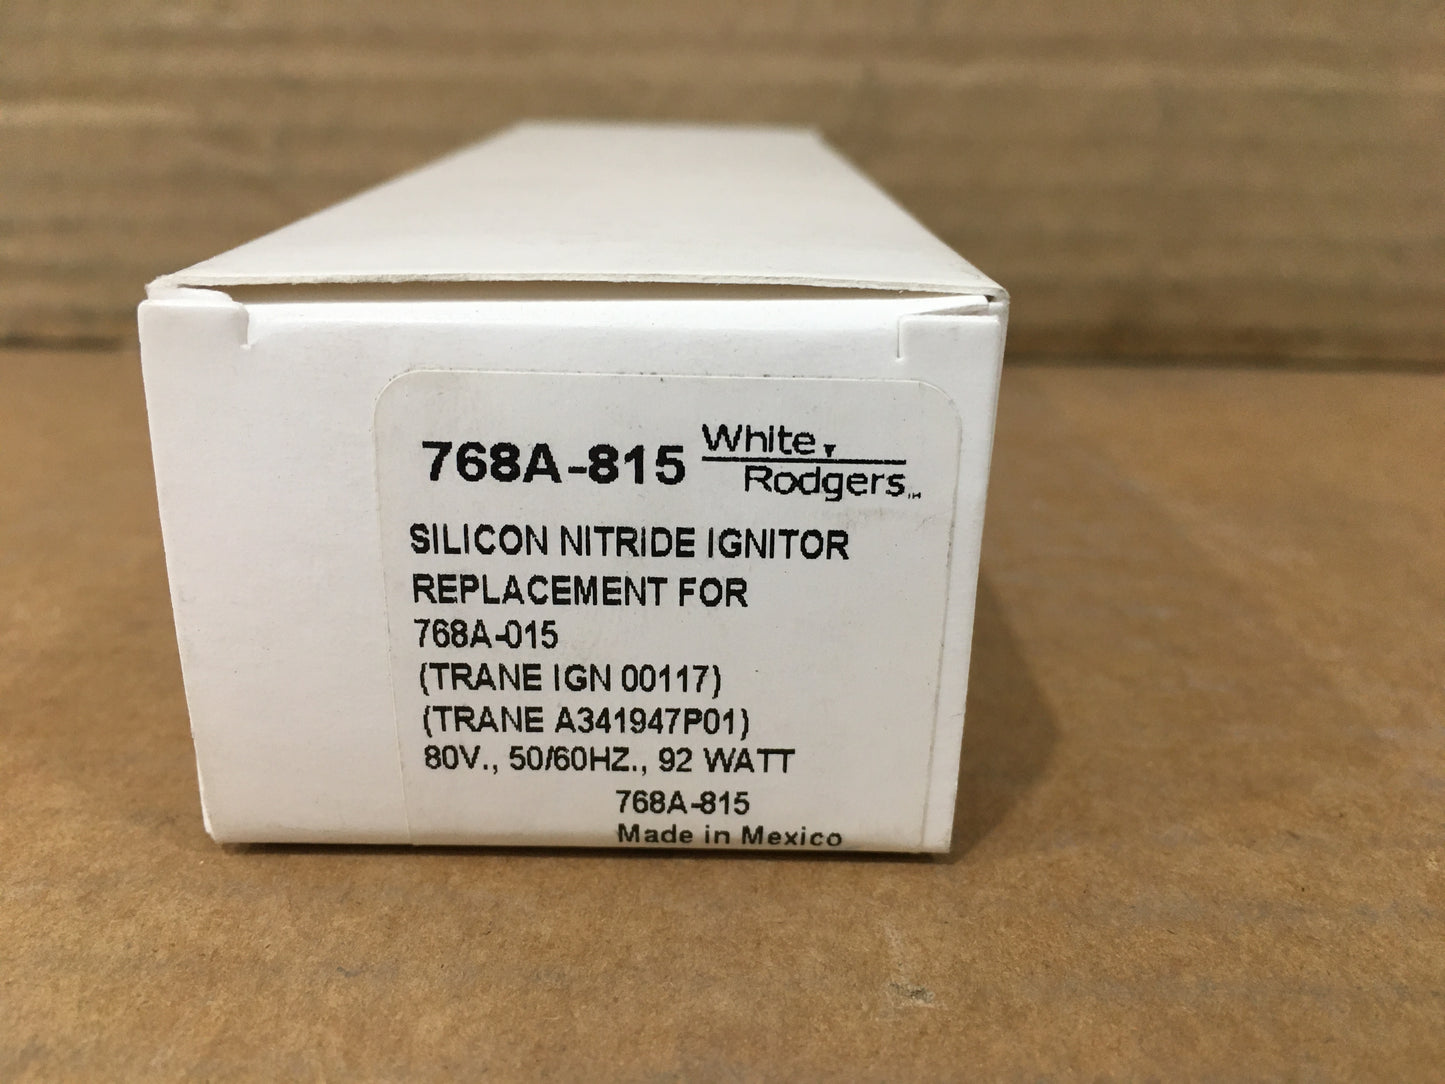 768A-815 White
Rodgers™
SILICON NITRIDE IGNITOR
REPLACEMENT FOR
768A-015
(TRANE IGN 00117)
(TRANE A341947P01)
80V., 50/60HZ., 92 WATT
768A-815
Made in Mexico